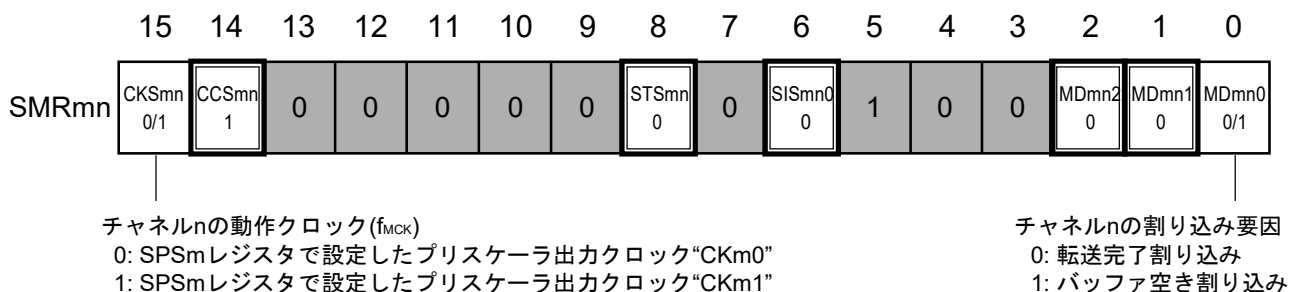 15 14 13 12 11 10 9 8 7 6 5 4 3 2 1 0
SMRmn CKSmn 0/1 CCSmn 1 0 0 0 0 0 STSmn 0 0 SISmn0 0 1 0 0 MDmn2 0 MDmn1 0 MDmn0 0/1
チャネルnの動作クロック(fMCK)
0: SPSmレジスタで設定したプリスケーラ出力クロック“CKm0”
1: SPSmレジスタで設定したプリスケーラ出力クロック“CKm1”
チャネルnの割り込み要因
0: 転送完了割り込み
1: バッファ空き割り込み